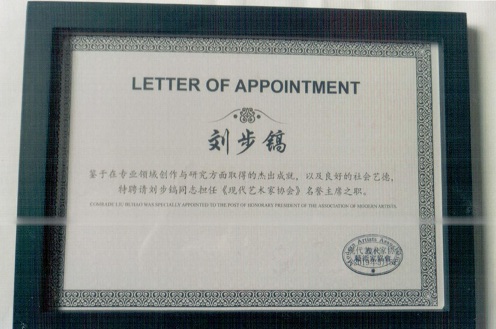 LETTER OF APPOINTMENT
刘步镐
鉴于在专业领域创作与研究方面取得的杰出成就，以及良好的社会艺德，
特聘请刘步镐同志担任《现代艺术家协会》名誉主席之职。
COMRADE LIU BUHAO WAS SPECIALLY APPOINTED TO THE POST OF HONORARY PRESIDENT OF THE ASSOCIATION OF MODERN ARTISTS.
Modern Artists Association